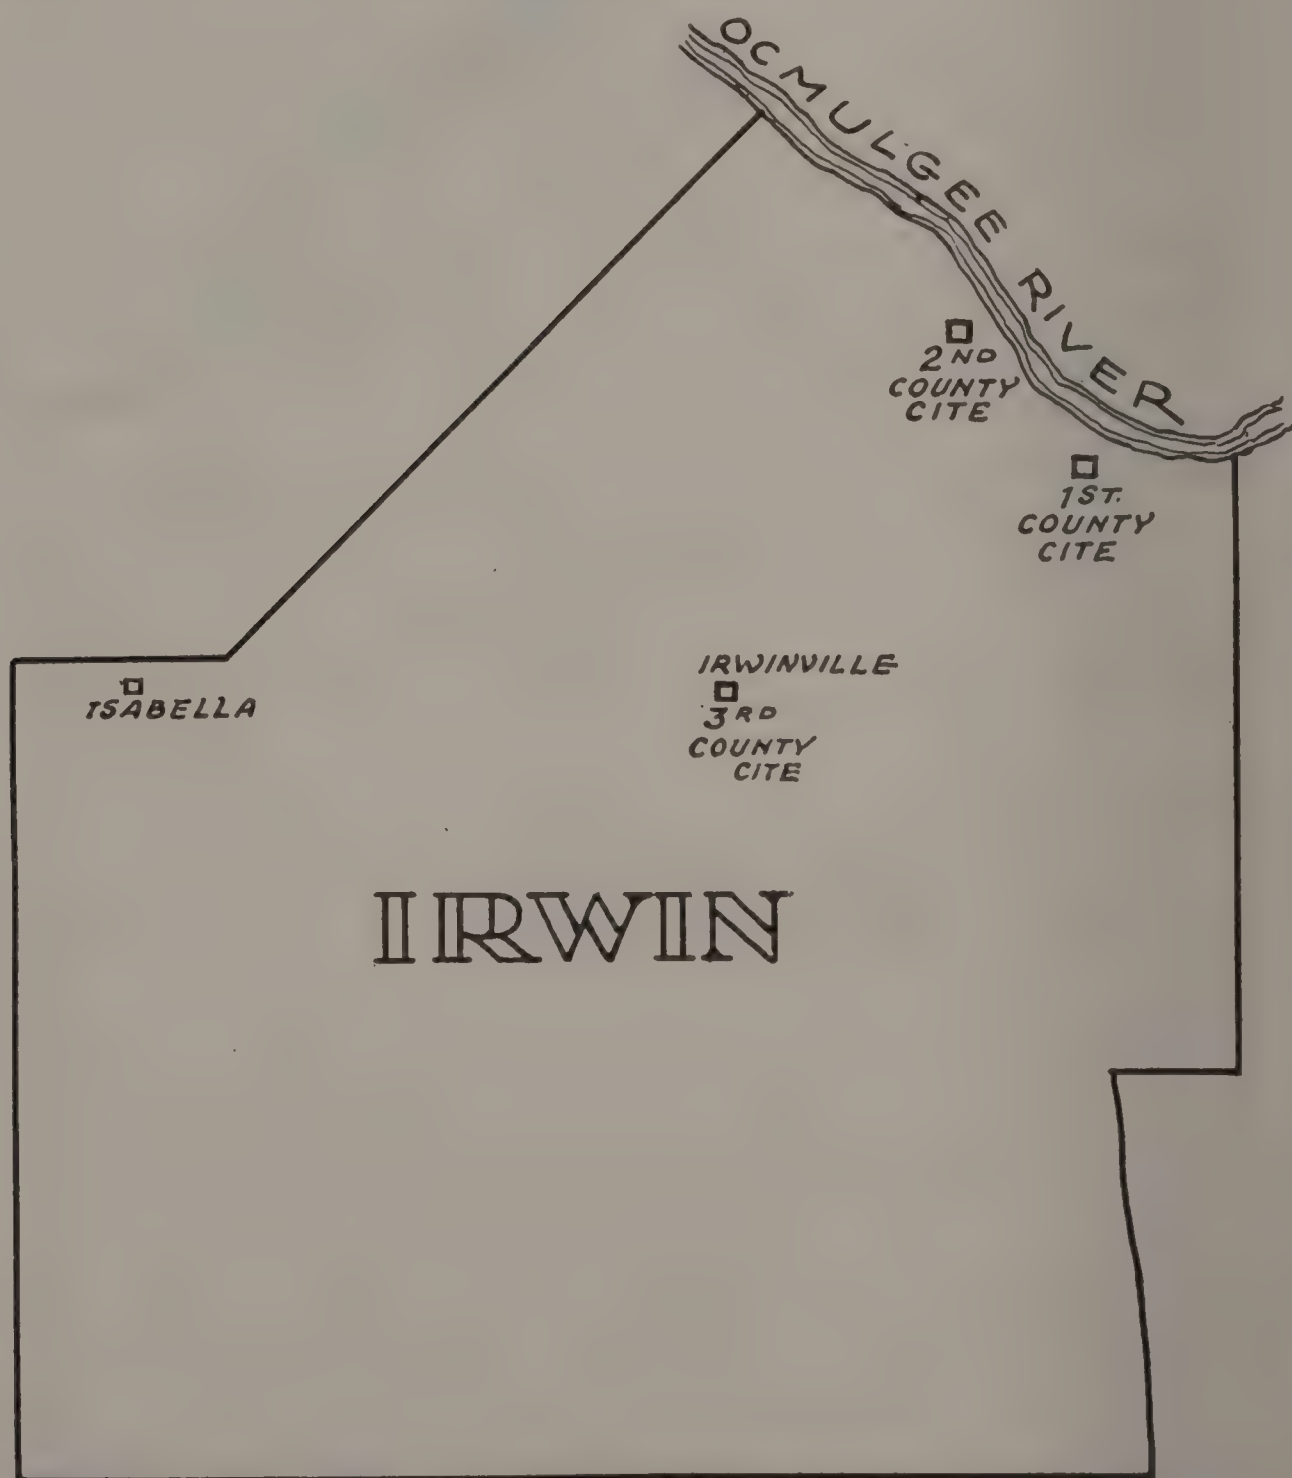 OCMULGEE RIVER
2ND
COUNTY
CITE
1ST.
COUNTY
CITE
IRWINVILLE
3RD
COUNTY
CITE
ISABELLA
IRWIN